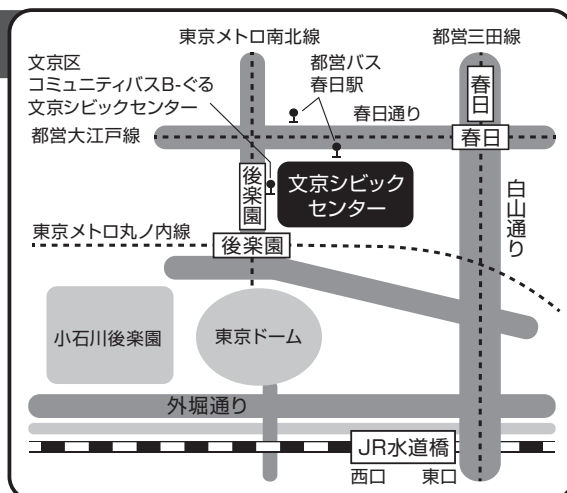 東京メトロ南北線
都営三田線
文京区
コミュニティバスB-ぐる
文京シビックセンター
都営バス
春日駅
春日
春日通り
都営大江戸線
春日
後楽園
文京シビック
センター
白山通り
東京メトロ丸ノ内線
後楽園
小石川後楽園
東京ドーム
外堀通り
JR水道橋
西口
東口